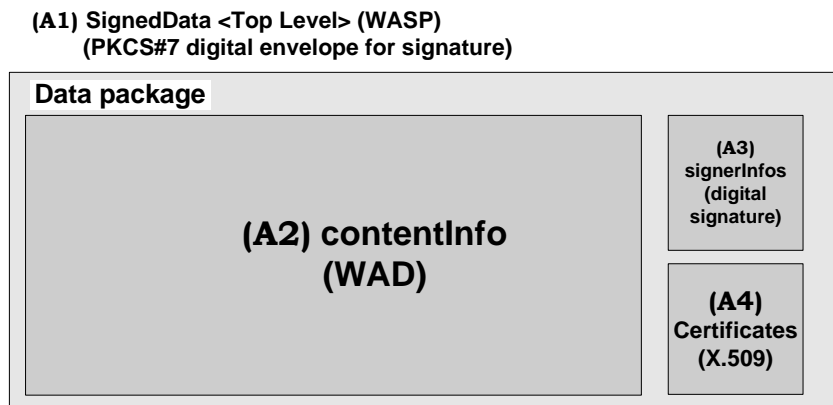 (A1) SignedData <Top Level> (WASP)
(PKCS#7 digital envelope for signature)
Data package
(A2) contentInfo
(WAD)
(A3)
signerInfos
(digital
signature)
(A4)
Certificates
(X.509)